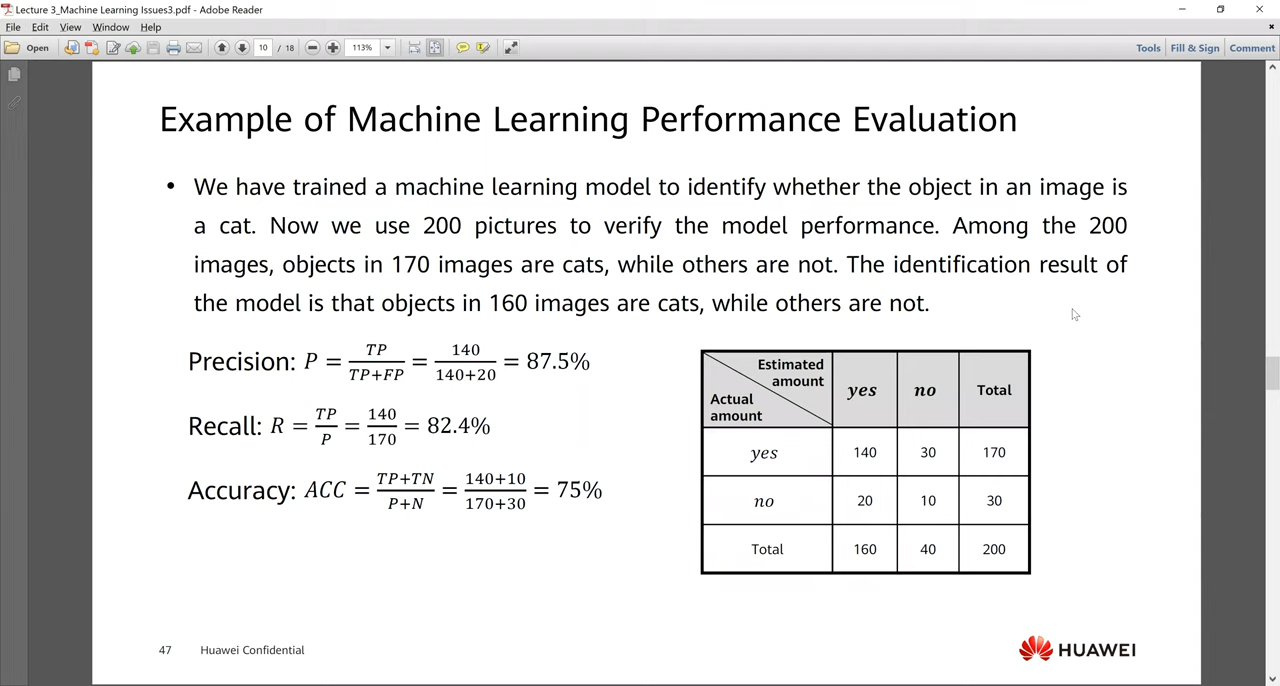 Lecture 3_Machine Learning Issues3.pdf - Adobe Reader
File Edit View Window Help
Open 10 / 18 113% Tools Fill & Sign Comment
Example of Machine Learning Performance Evaluation
• We have trained a machine learning model to identify whether the object in an image is
a cat. Now we use 200 pictures to verify the model performance. Among the 200
images, objects in 170 images are cats, while others are not. The identification result of
the model is that objects in 160 images are cats, while others are not.
Precision: P = TP/(TP+FP) = 140/(140+20) = 87.5%
Recall: R = TP/P = 140/170 = 82.4%
Accuracy: ACC = (TP+TN)/(P+N) = (140+10)/(170+30) = 75%
Estimated
amount
Actual
amount
yes no Total
yes 140 30 170
no 20 10 30
Total 160 40 200
47 Huawei Confidential
HUAWEI